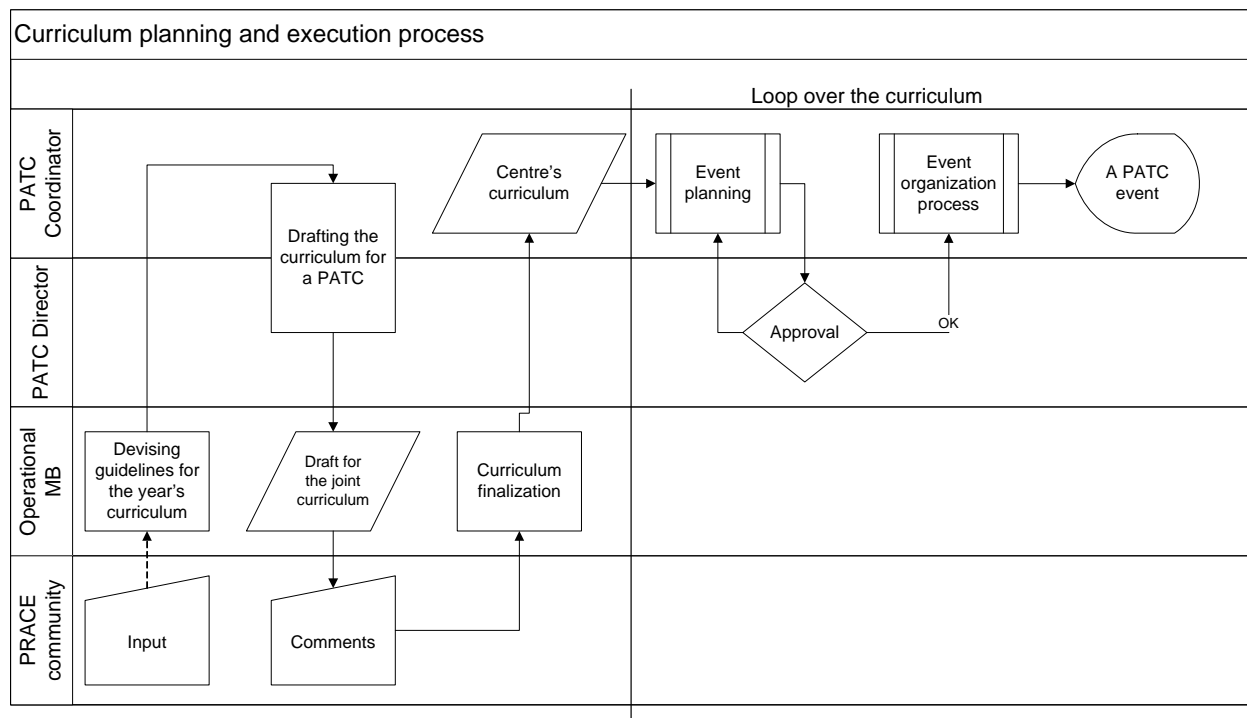 Curriculum planning and execution process
Loop over the curriculum
PATC
Coordinator
Centre's
curriculum
Event
planning
Event
organization
process
A PATC
event
Drafting the
curriculum for
a PATC
PATC Director
Approval
OK
Operational
MB
Devising
guidelines for
the year's
curriculum
Draft for
the joint
curriculum
Curriculum
finalization
PRACE
community
Input
Comments